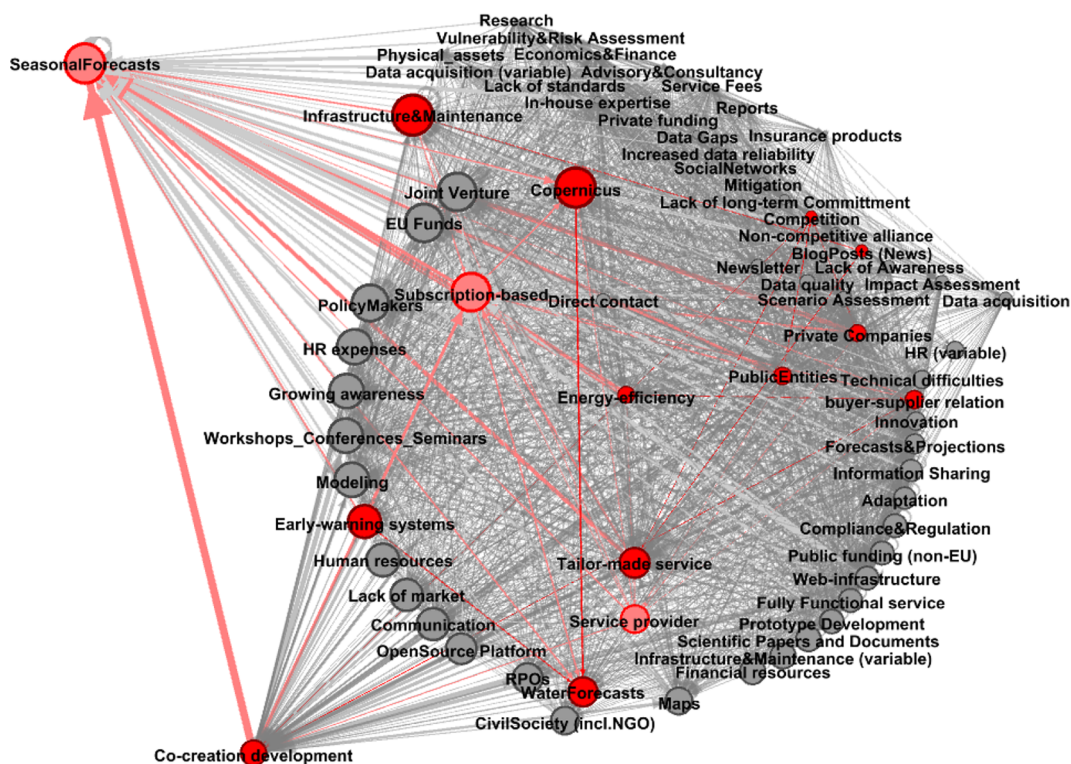 Research
Vulnerability&Risk Assessment
Physical_assets
Economics&Finance
SeasonalForecasts
Data acquisition (variable)
Advisory&Consultancy
Lack of standards
Service Fees
In-house expertise
Reports
Infrastructure&Maintenance
Private funding
Data Gaps
Insurance products
Increased data reliability
SocialNetworks
Mitigation
Joint Venture
Copernicus
Lack of long-term Committment
EU Funds
Competition
Non-competitive alliance
BlogPosts (News)
Newsletter
Lack of Awareness
Data quality
Impact Assessment
Subscription-based
Direct contact
Scenario Assessment
Data acquisition
PolicyMakers
Private Companies
HR expenses
HR (variable)
PublicEntities
Technical difficulties
Growing awareness
Energy-efficiency
buyer-supplier relation
Innovation
Workshops_Conferences_Seminars
Forecasts&Projections
Modeling
Information Sharing
Adaptation
Early-warning systems
Compliance&Regulation
Human resources
Tailor-made service
Public funding (non-EU)
Web-infrastructure
Lack of market
Fully Functional service
Communication
Service provider
Prototype Development
Scientific Papers and Documents
OpenSource Platform
Infrastructure&Maintenance (variable)
Financial resources
RPOs
WaterForecasts
Maps
CivilSociety (incl.NGO)
Co-creation development